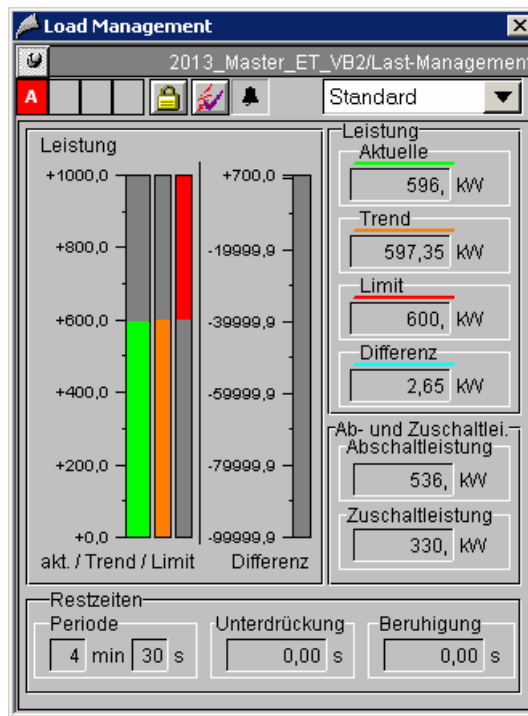 Load Management
2013_Master_ET_VB2/Last-Management
A
Standard
Leistung
+1000,0
+800,0
+600,0
+400,0
+200,0
+0,0
akt. / Trend / Limit
+700,0
-19999,9
-39999,9
-59999,9
-79999,9
-99999,9
Differenz
Leistung
Aktuelle
596, kW
Trend
597,35 kW
Limit
600, kW
Differenz
2,65 kW
Ab- und Zuschaltlei.
Abschaltleistung
536, kW
Zuschaltleistung
330, kW
Restzeiten
Periode
4 min 30 s
Unterdrückung
0,00 s
Beruhigung
0,00 s